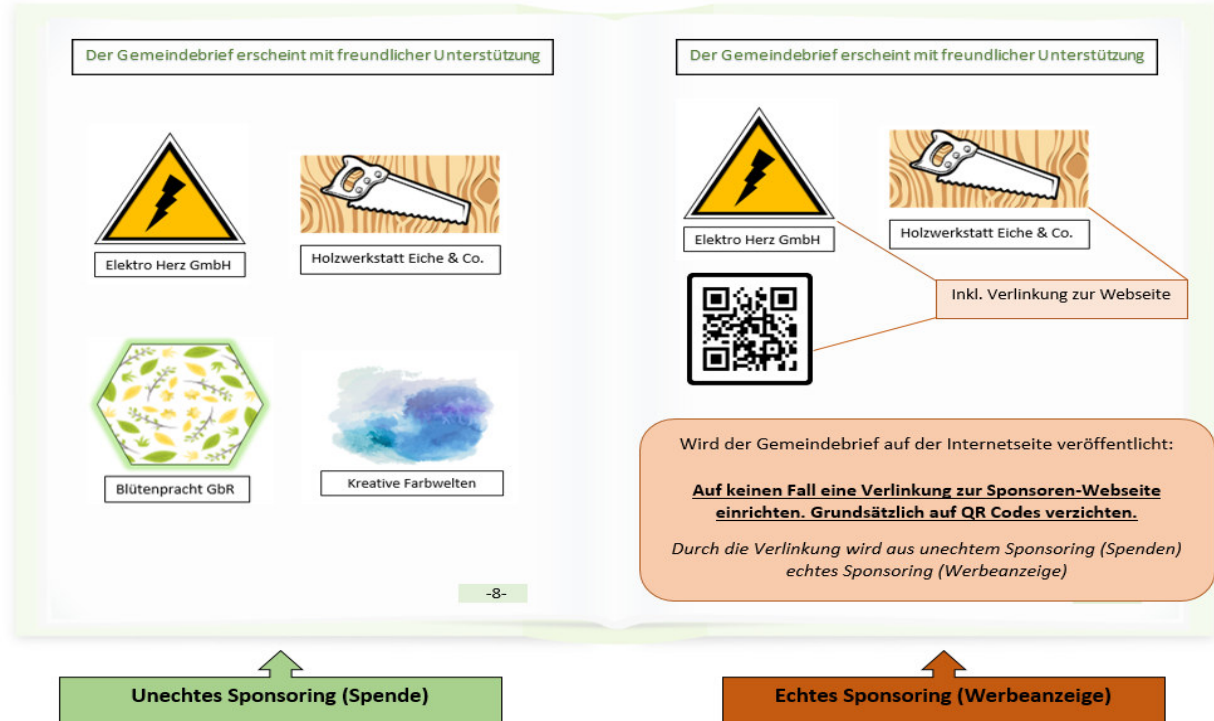 Der Gemeindebrief erscheint mit freundlicher Unterstützung
Elektro Herz GmbH
Holzwerkstatt Eiche & Co.
Blütenpracht GbR
Kreative Farbwelten
-8-
Unechtes Sponsoring (Spende)
Der Gemeindebrief erscheint mit freundlicher Unterstützung
Elektro Herz GmbH
Holzwerkstatt Eiche & Co.
Inkl. Verlinkung zur Webseite
Wird der Gemeindebrief auf der Internetseite veröffentlicht:
Auf keinen Fall eine Verlinkung zur Sponsoren-Webseite
einrichten. Grundsätzlich auf QR Codes verzichten.
Durch die Verlinkung wird aus unechtem Sponsoring (Spenden)
echtes Sponsoring (Werbeanzeige)
Echtes Sponsoring (Werbeanzeige)